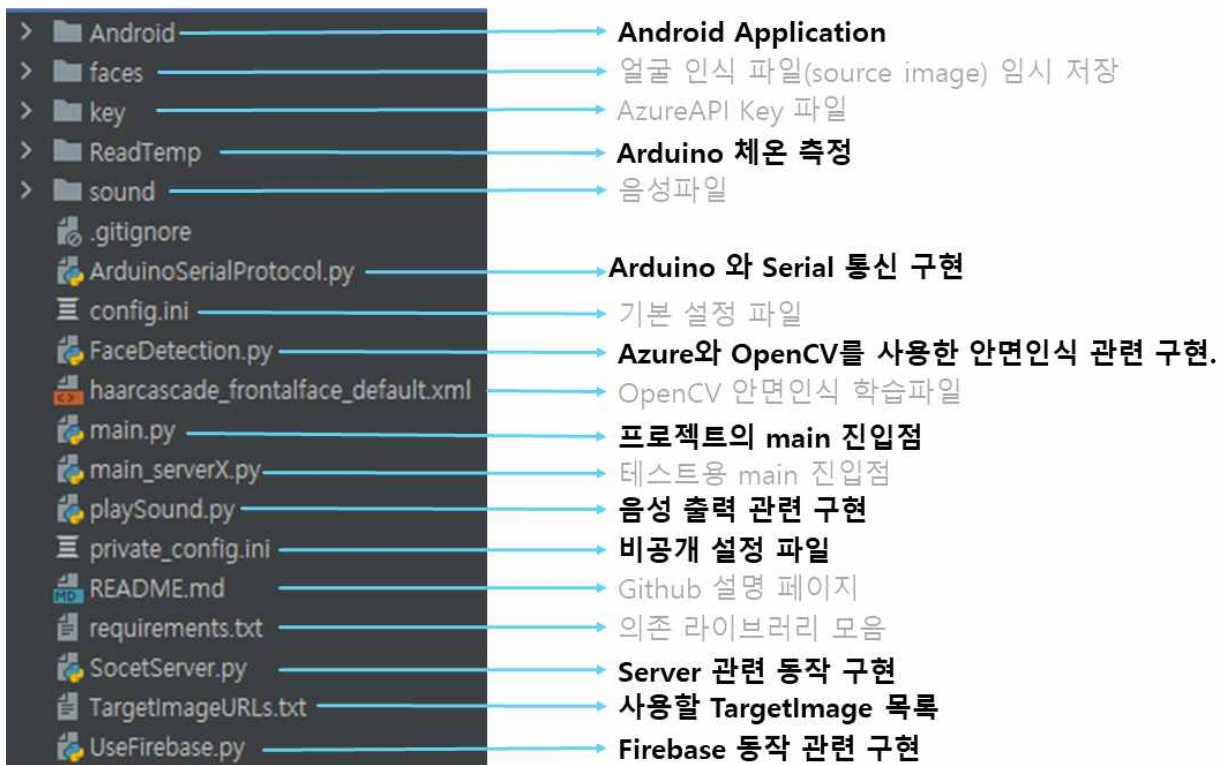 Android Android Application
faces 얼굴 인식 파일(source image) 임시 저장
key AzureAPI Key 파일
ReadTemp Arduino 체온 측정
sound 음성파일
.gitignore
ArduinoSerialProtocol.py Arduino 와 Serial 통신 구현
config.ini 기본 설정 파일
FaceDetection.py Azure와 OpenCV를 사용한 안면인식 관련 구현.
haarcascade_frontalface_default.xml OpenCV 안면인식 학습파일
main.py 프로젝트의 main 진입점
main_serverX.py 테스트용 main 진입점
playSound.py 음성 출력 관련 구현
private_config.ini 비공개 설정 파일
MD README.md Github 설명 페이지
requirements.txt 의존 라이브러리 모음
SocetServer.py Server 관련 동작 구현
TargetImageURLs.txt 사용할 TargetImage 목록
UseFirebase.py Firebase 동작 관련 구현